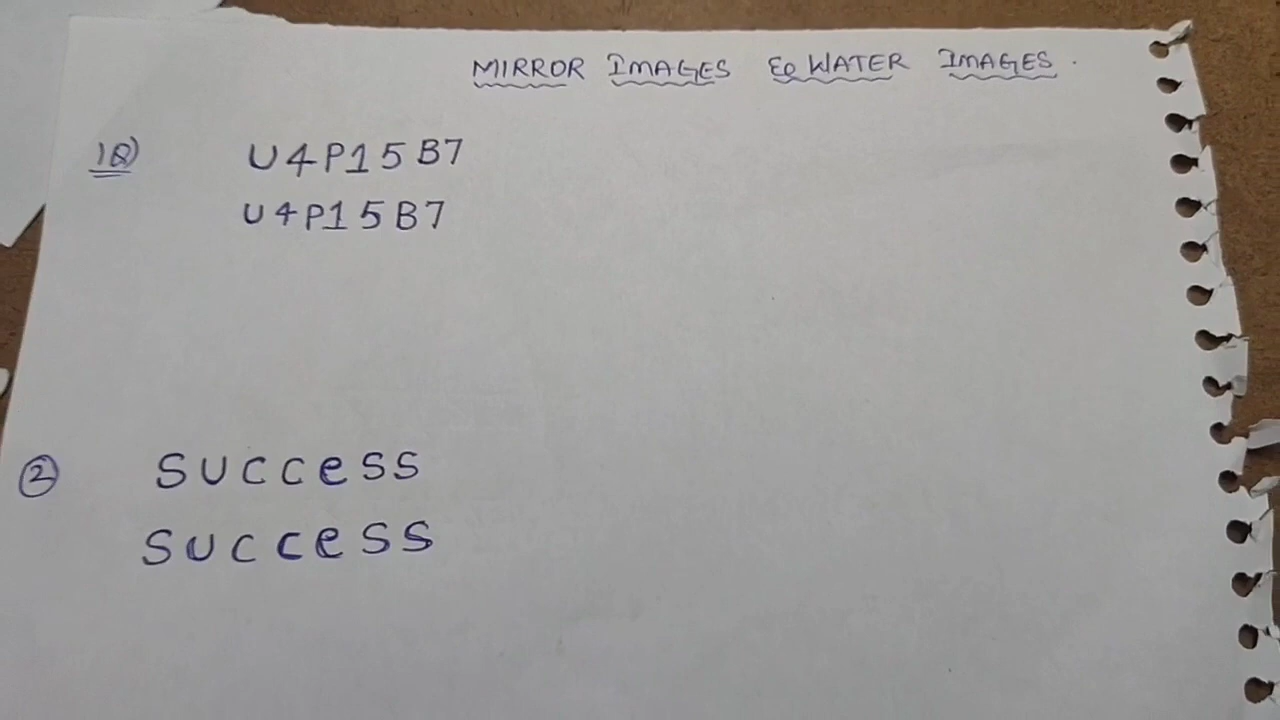 MIRROR IMAGES & WATER IMAGES.
1Q) U4P15B7
U4P15B7
② success
success